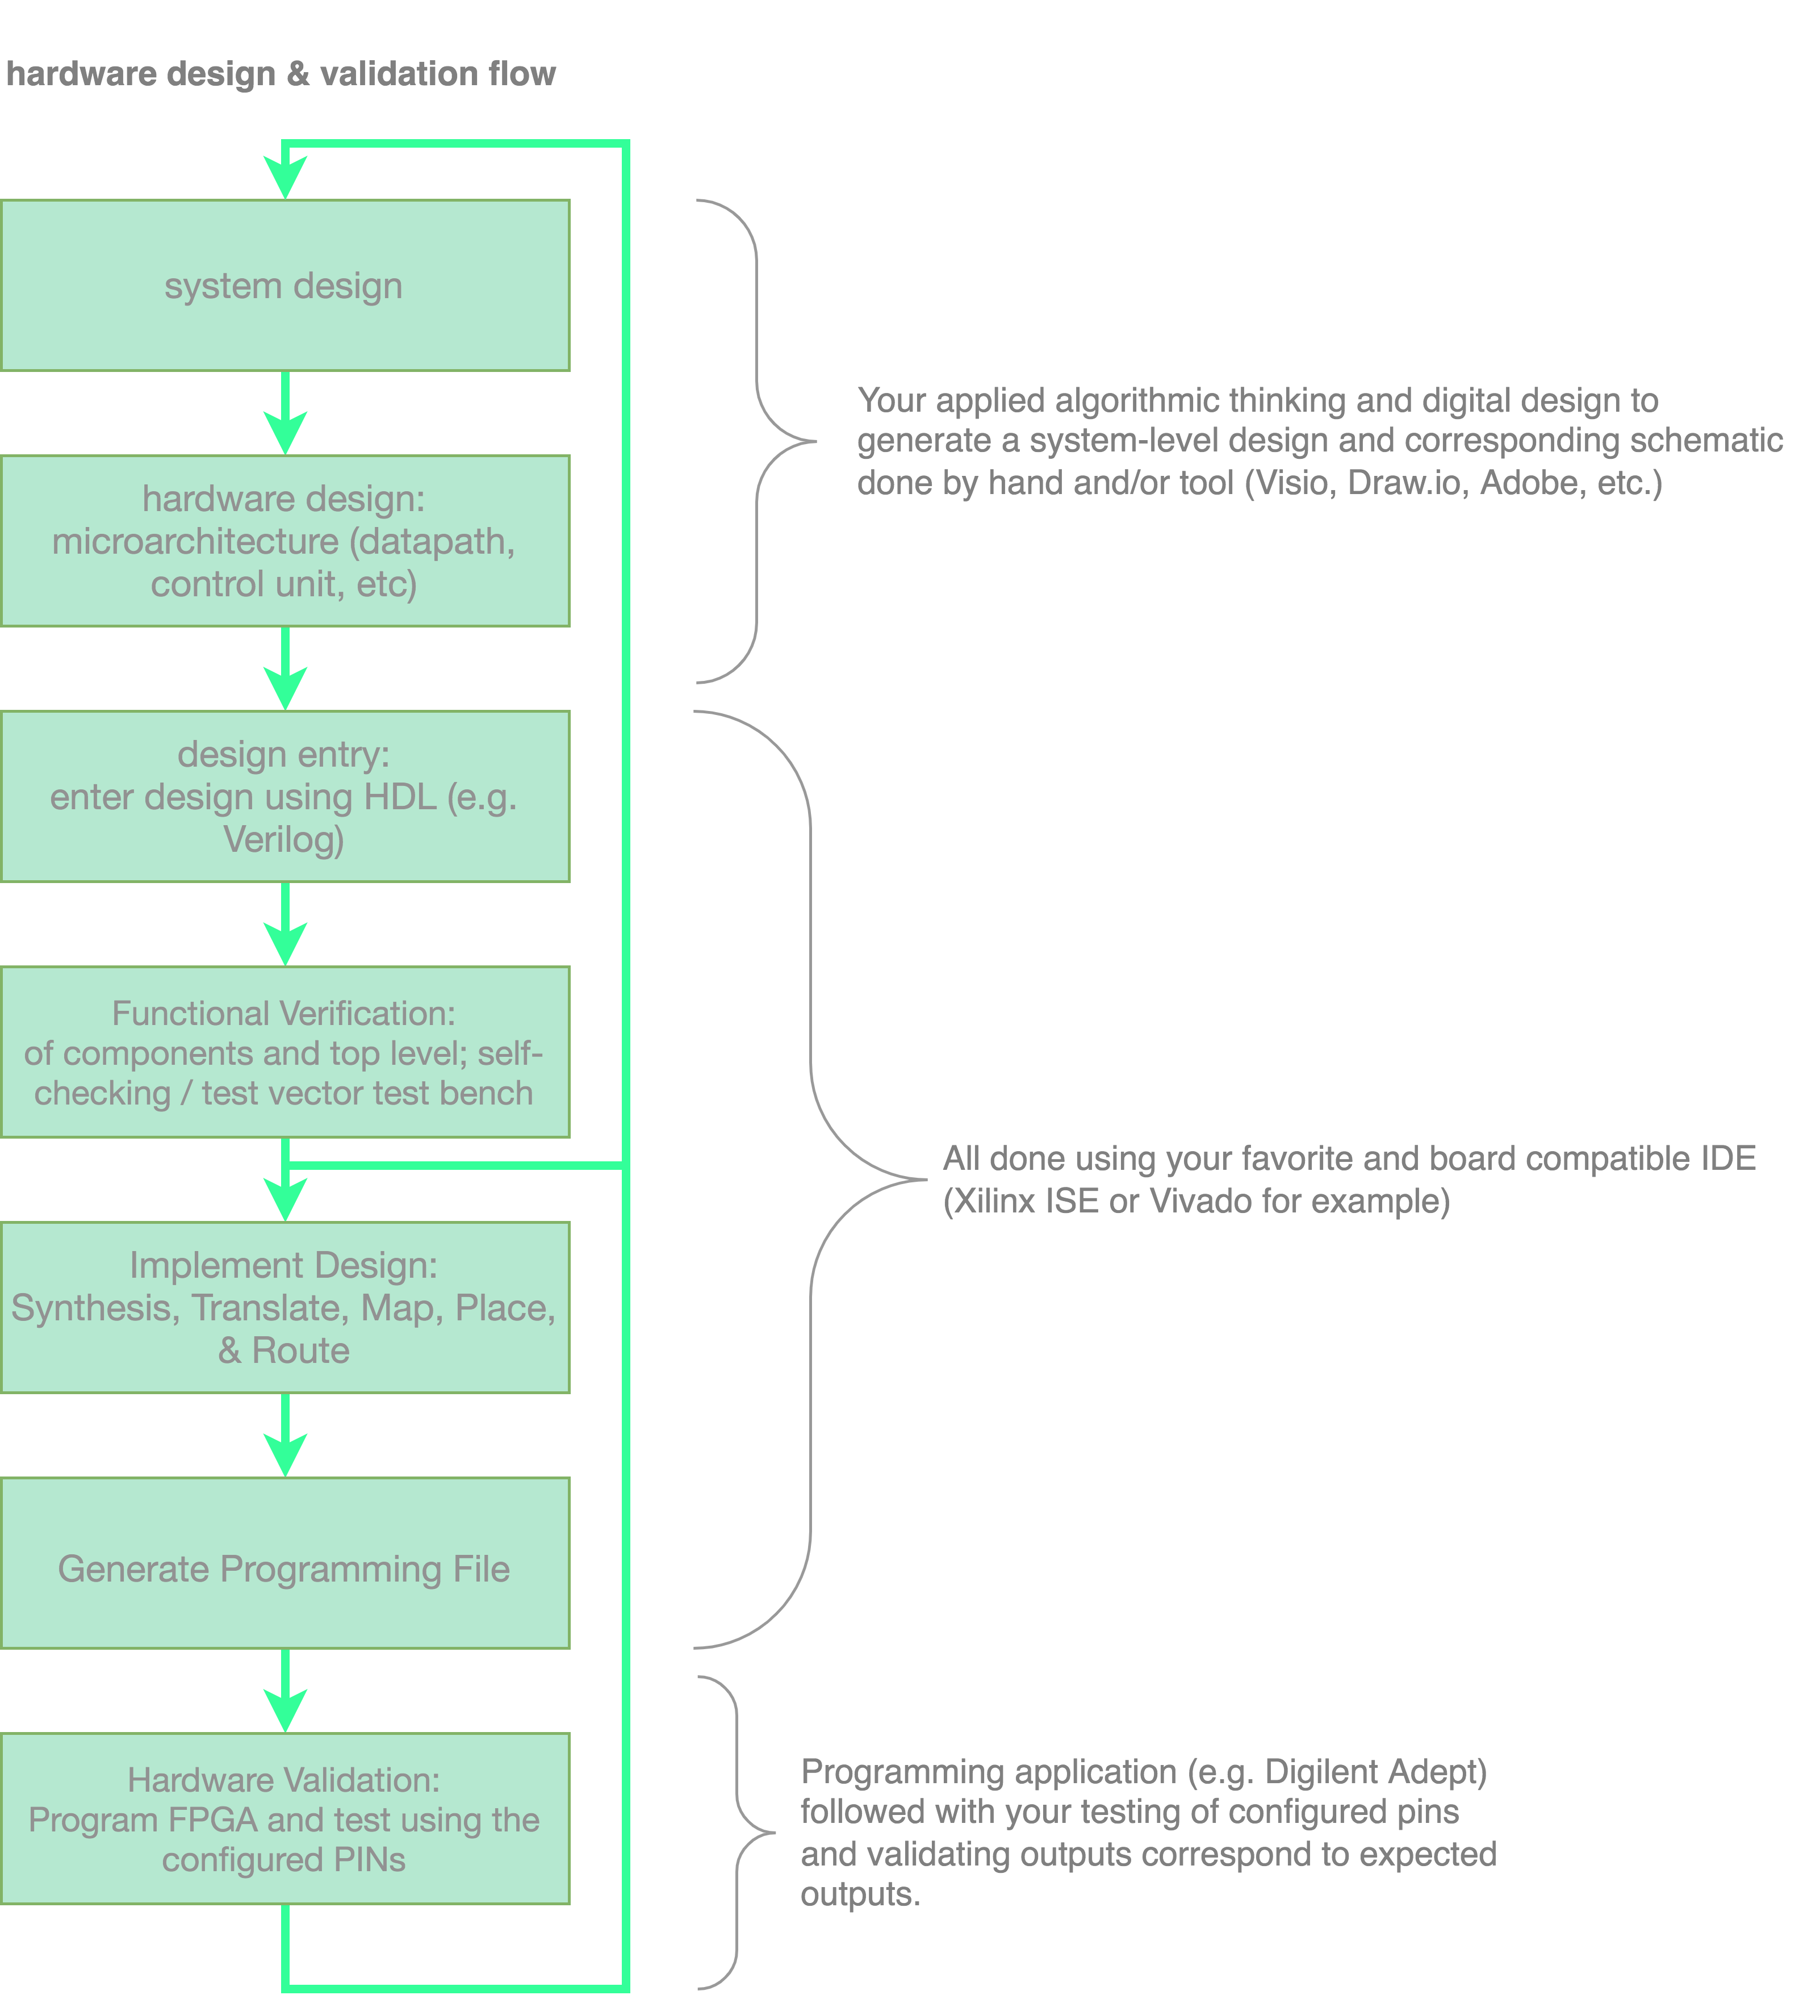 hardware design & validation flow
system design
hardware design:
microarchitecture (datapath,
control unit, etc)
Your applied algorithmic thinking and digital design to
generate a system-level design and corresponding schematic
done by hand and/or tool (Visio, Draw.io, Adobe, etc.)
design entry:
enter design using HDL (e.g.
Verilog)
Functional Verification:
of components and top level; self-
checking / test vector test bench
Implement Design:
Synthesis, Translate, Map, Place,
& Route
Generate Programming File
All done using your favorite and board compatible IDE
(Xilinx ISE or Vivado for example)
Hardware Validation:
Program FPGA and test using the
configured PINs
Programming application (e.g. Digilent Adept)
followed with your testing of configured pins
and validating outputs correspond to expected
outputs.